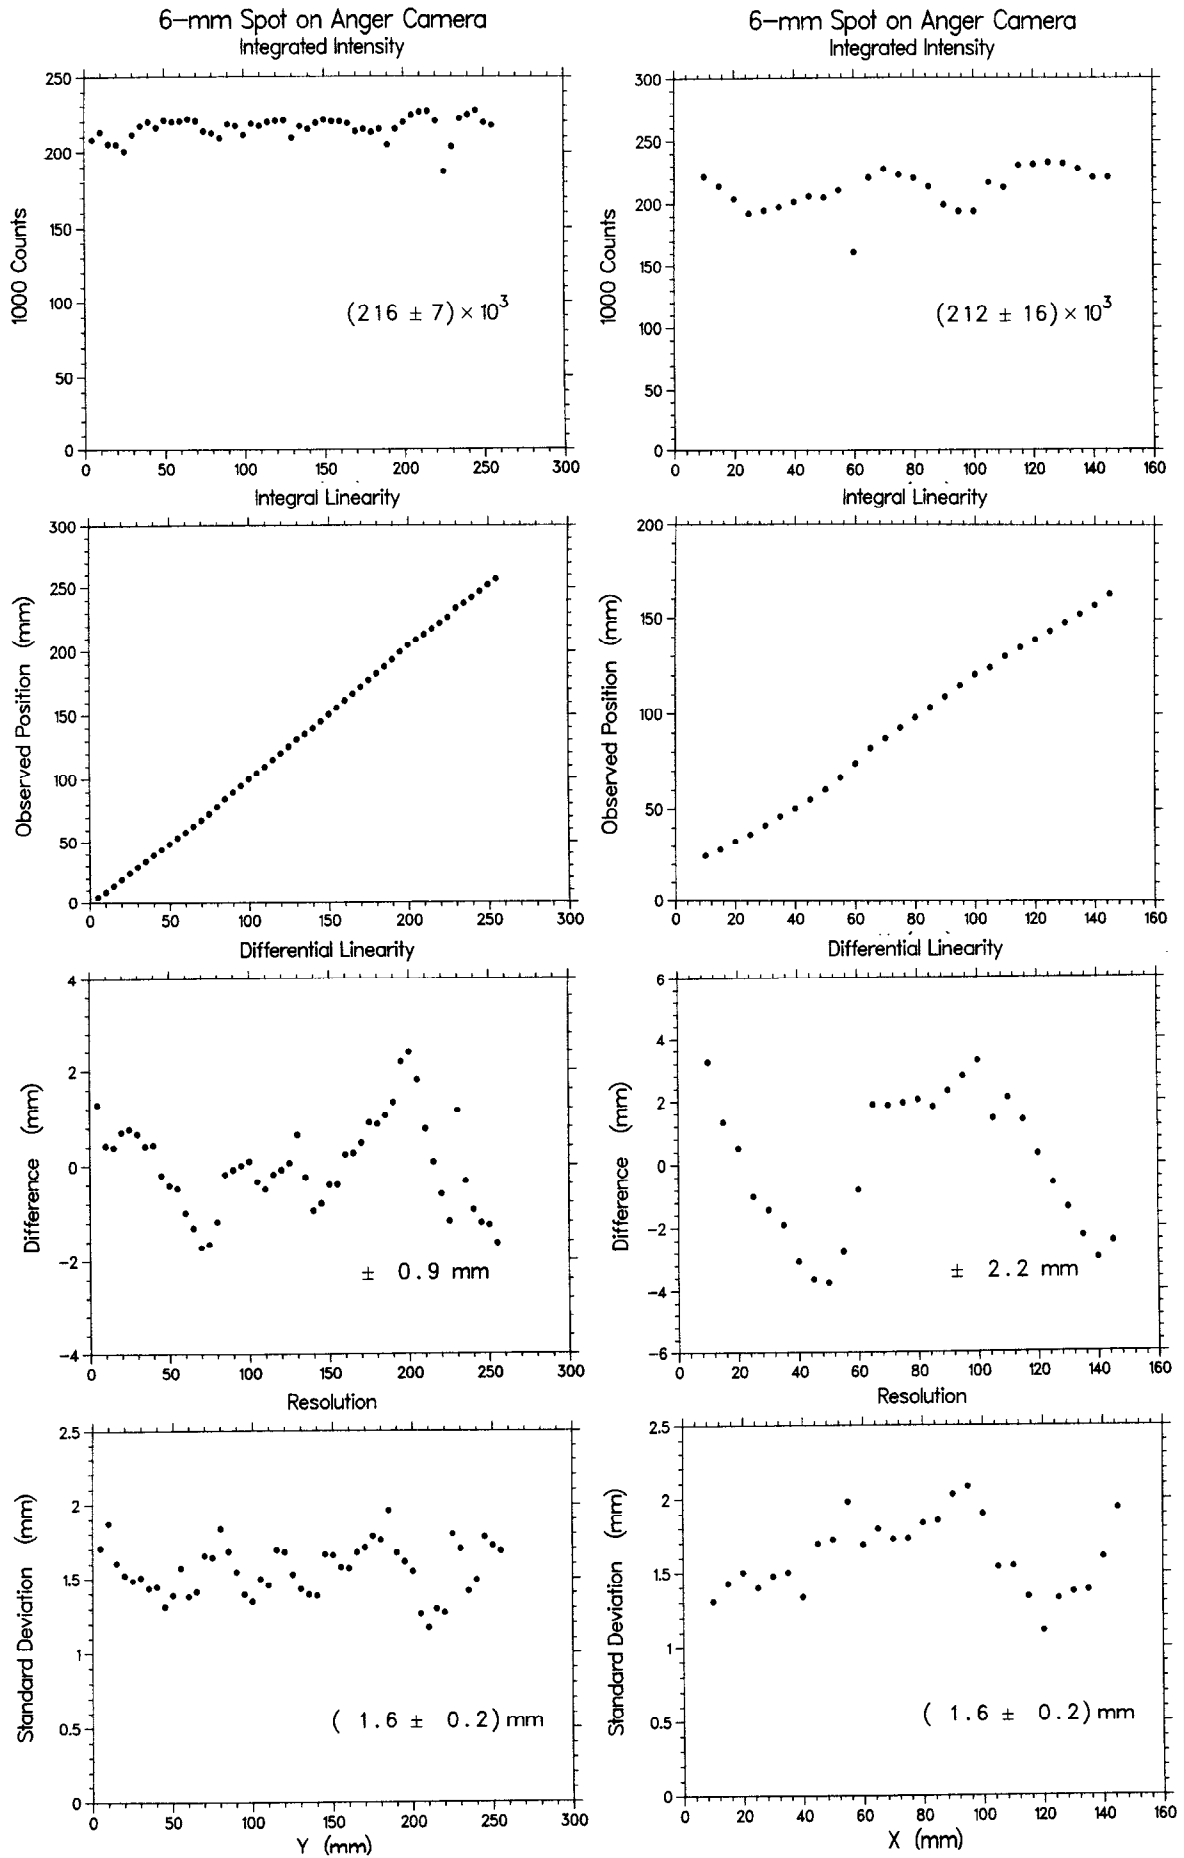 6-mm Spot on Anger Camera
Integrated Intensity
250
200
150
100
50
0
1000 Counts
(216 ± 7)×10³
0 50 100 150 200 250 300
Integral Linearity
300
250
200
150
100
50
0
Observed Position (mm)
0 50 100 150 200 250 300
Differential Linearity
4
2
0
-2
-4
Difference (mm)
± 0.9 mm
0 50 100 150 200 250 300
Resolution
2.5
2
1.5
1
0.5
0
Standard Deviation (mm)
( 1.6 ± 0.2) mm
0 50 100 150 200 250 300
Y (mm)
6-mm Spot on Anger Camera
Integrated Intensity
300
250
200
150
100
50
0
1000 Counts
(212 ± 16)×10³
0 20 40 60 80 100 120 140 160
Integral Linearity
200
150
100
50
0
Observed Position (mm)
0 20 40 60 80 100 120 140 160
Differential Linearity
6
4
2
0
-2
-4
-6
Difference (mm)
± 2.2 mm
0 20 40 60 80 100 120 140 160
Resolution
2.5
2
1.5
1
0.5
0
Standard Deviation (mm)
( 1.6 ± 0.2) mm
0 20 40 60 80 100 120 140 160
X (mm)